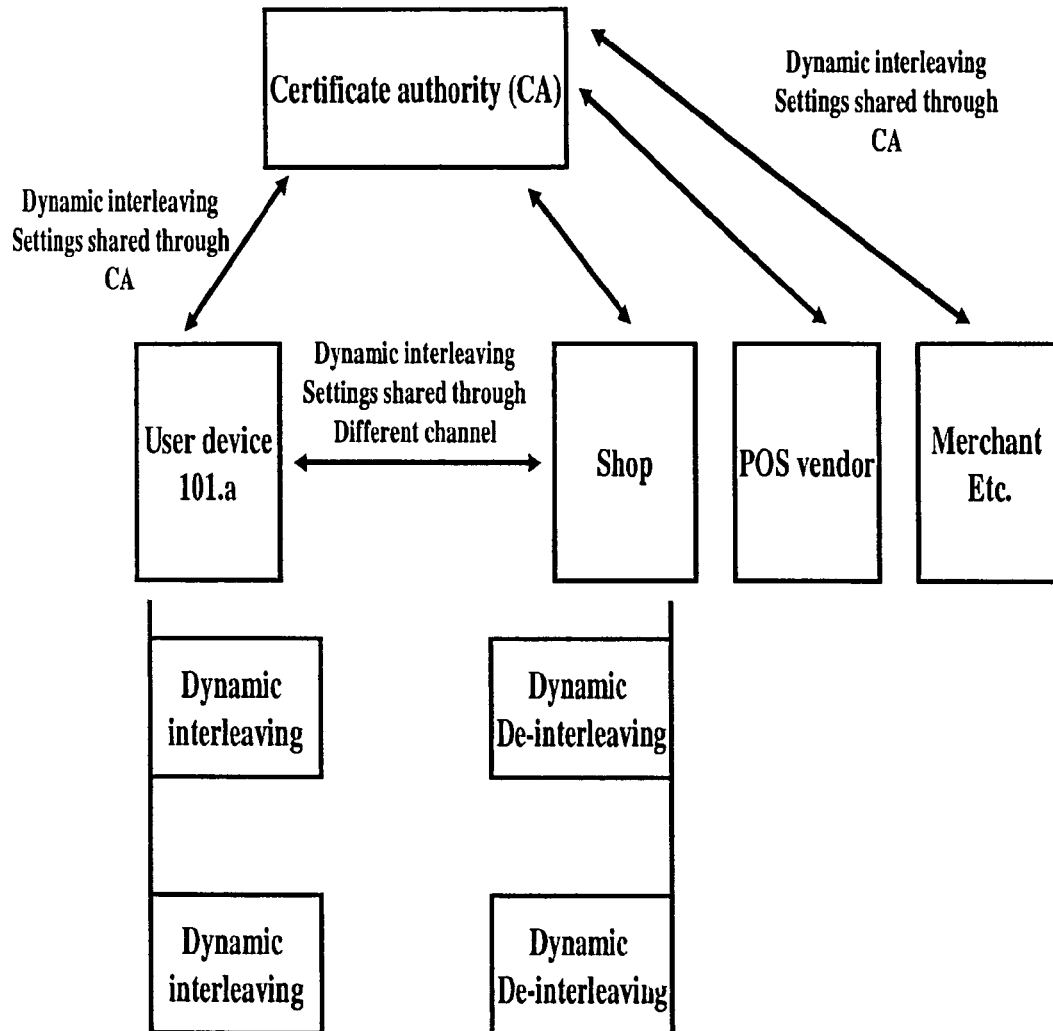 Certificate authority (CA)
Dynamic interleaving
Settings shared through
CA
Dynamic interleaving
Settings shared through
CA
Dynamic interleaving
Settings shared through
Different channel
User device
101.a
Shop
POS vendor
Merchant
Etc.
Dynamic
interleaving
Dynamic
De-interleaving
Dynamic
interleaving
Dynamic
De-interleaving